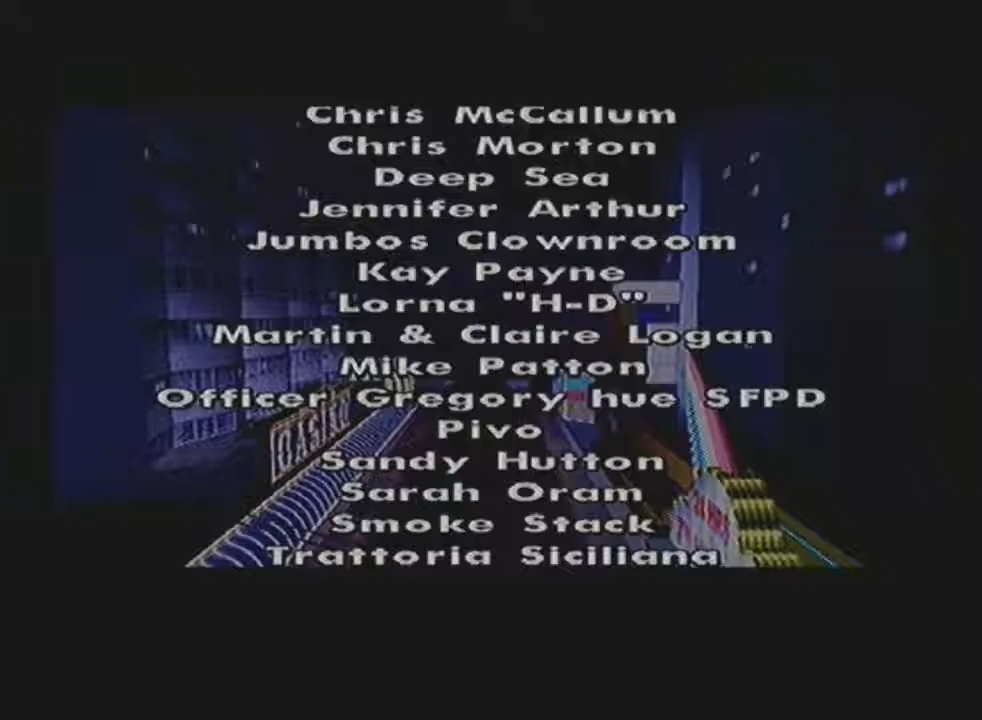 Chris McCallum
Chris Morton
Deep Sea
Jennifer Arthur
Jumbos Clownroom
Kay Payne
Lorna "H-D"
Martin & Claire Logan
Mike Patton
Officer Gregory hue SFPD
Pivo
Sandy Hutton
Sarah Oram
Smoke Stack
Trattoria Siciliana